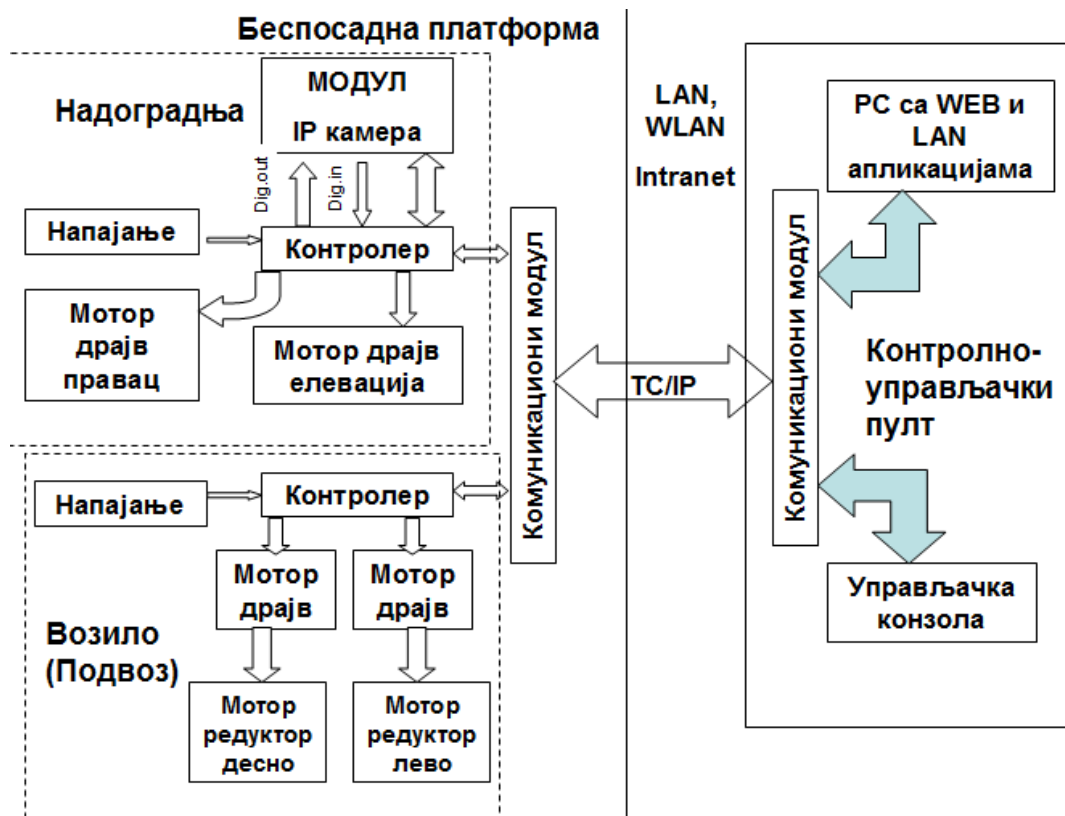 Беспосадна платформа
Надоградња
МОДУЛ
IP камера
Dig.out
Dig.in
Напајање
Контролер
Мотор
драјв
правац
Мотор драјв
елевација
Комуникациони модул
Напајање
Контролер
Мотор
драјв
Мотор
драјв
Возило
(Подвоз)
Мотор
редуктор
десно
Мотор
редуктор
лево
LAN,
WLAN
Intranet
TC/IP
PC са WEB и
LAN
апликацијама
Комуникациони модул
Контролно-
управљачки
пулт
Управљачка
конзола